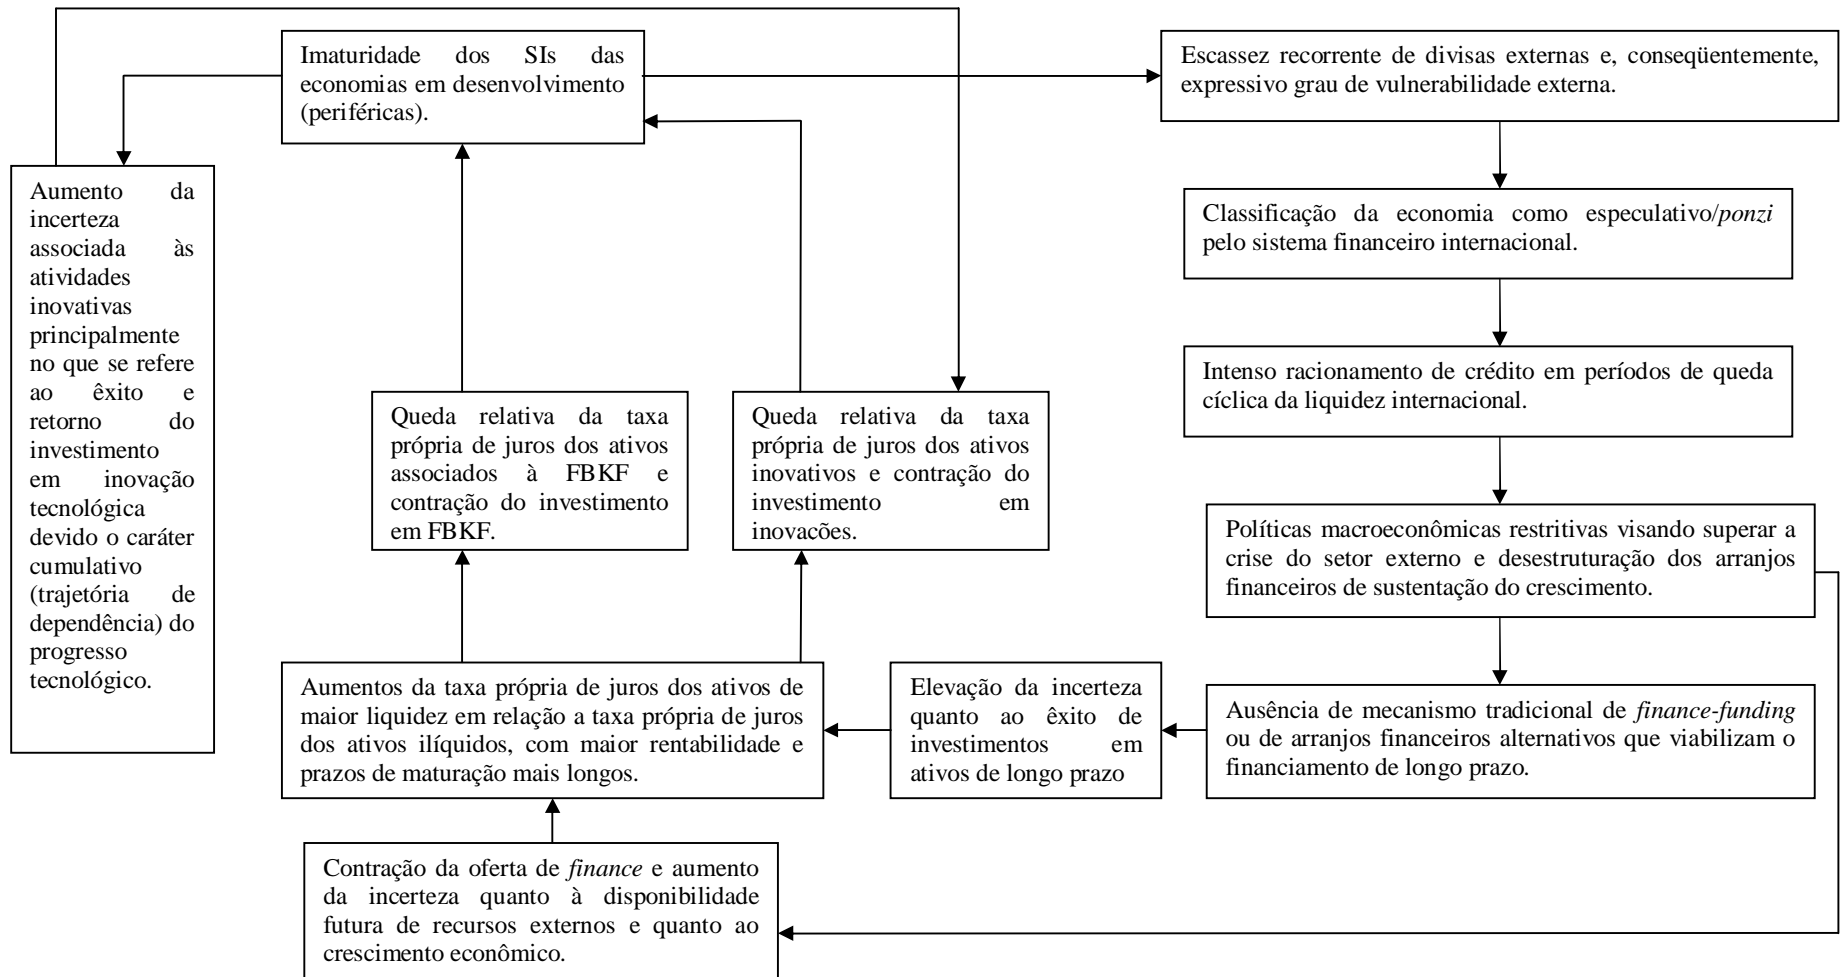 Imaturidade dos SIs das
economias em desenvolvimento
(periféricas).
Escassez recorrente de divisas externas e, conseqüentemente,
expressivo grau de vulnerabilidade externa.
Aumento da
incerteza
associada às
atividades
inovativas
principalmente
no que se refere
ao êxito e
retorno do
investimento
em inovação
tecnológica
devido o caráter
cumulativo
(trajetória de
dependência) do
progresso
tecnológico.
Classificação da economia como especulativo/ponzi
pelo sistema financeiro internacional.
Intenso racionamento de crédito em períodos de queda
cíclica da liquidez internacional.
Queda relativa da taxa
própria de juros dos ativos
associados à FBKF e
contração do investimento
em FBKF.
Queda relativa da taxa
própria de juros dos ativos
inovativos e contração do
investimento em
inovacões.
Políticas macroeconômicas restritivas visando superar a
crise do setor externo e desestruturação dos arranjos
financeiros de sustentação do crescimento.
Aumentos da taxa própria de juros dos ativos de
maior liquidez em relação a taxa própria de juros
dos ativos ilíquidos, com maior rentabilidade e
prazos de maturação mais longos.
Elevação da incerteza
quanto ao êxito de
investimentos em
ativos de longo prazo
Ausência de mecanismo tradicional de finance-funding
ou de arranjos financeiros alternativos que viabilizam o
financiamento de longo prazo.
Contração da oferta de finance e aumento
da incerteza quanto à disponibilidade
futura de recursos externos e quanto ao
crescimento econômico.